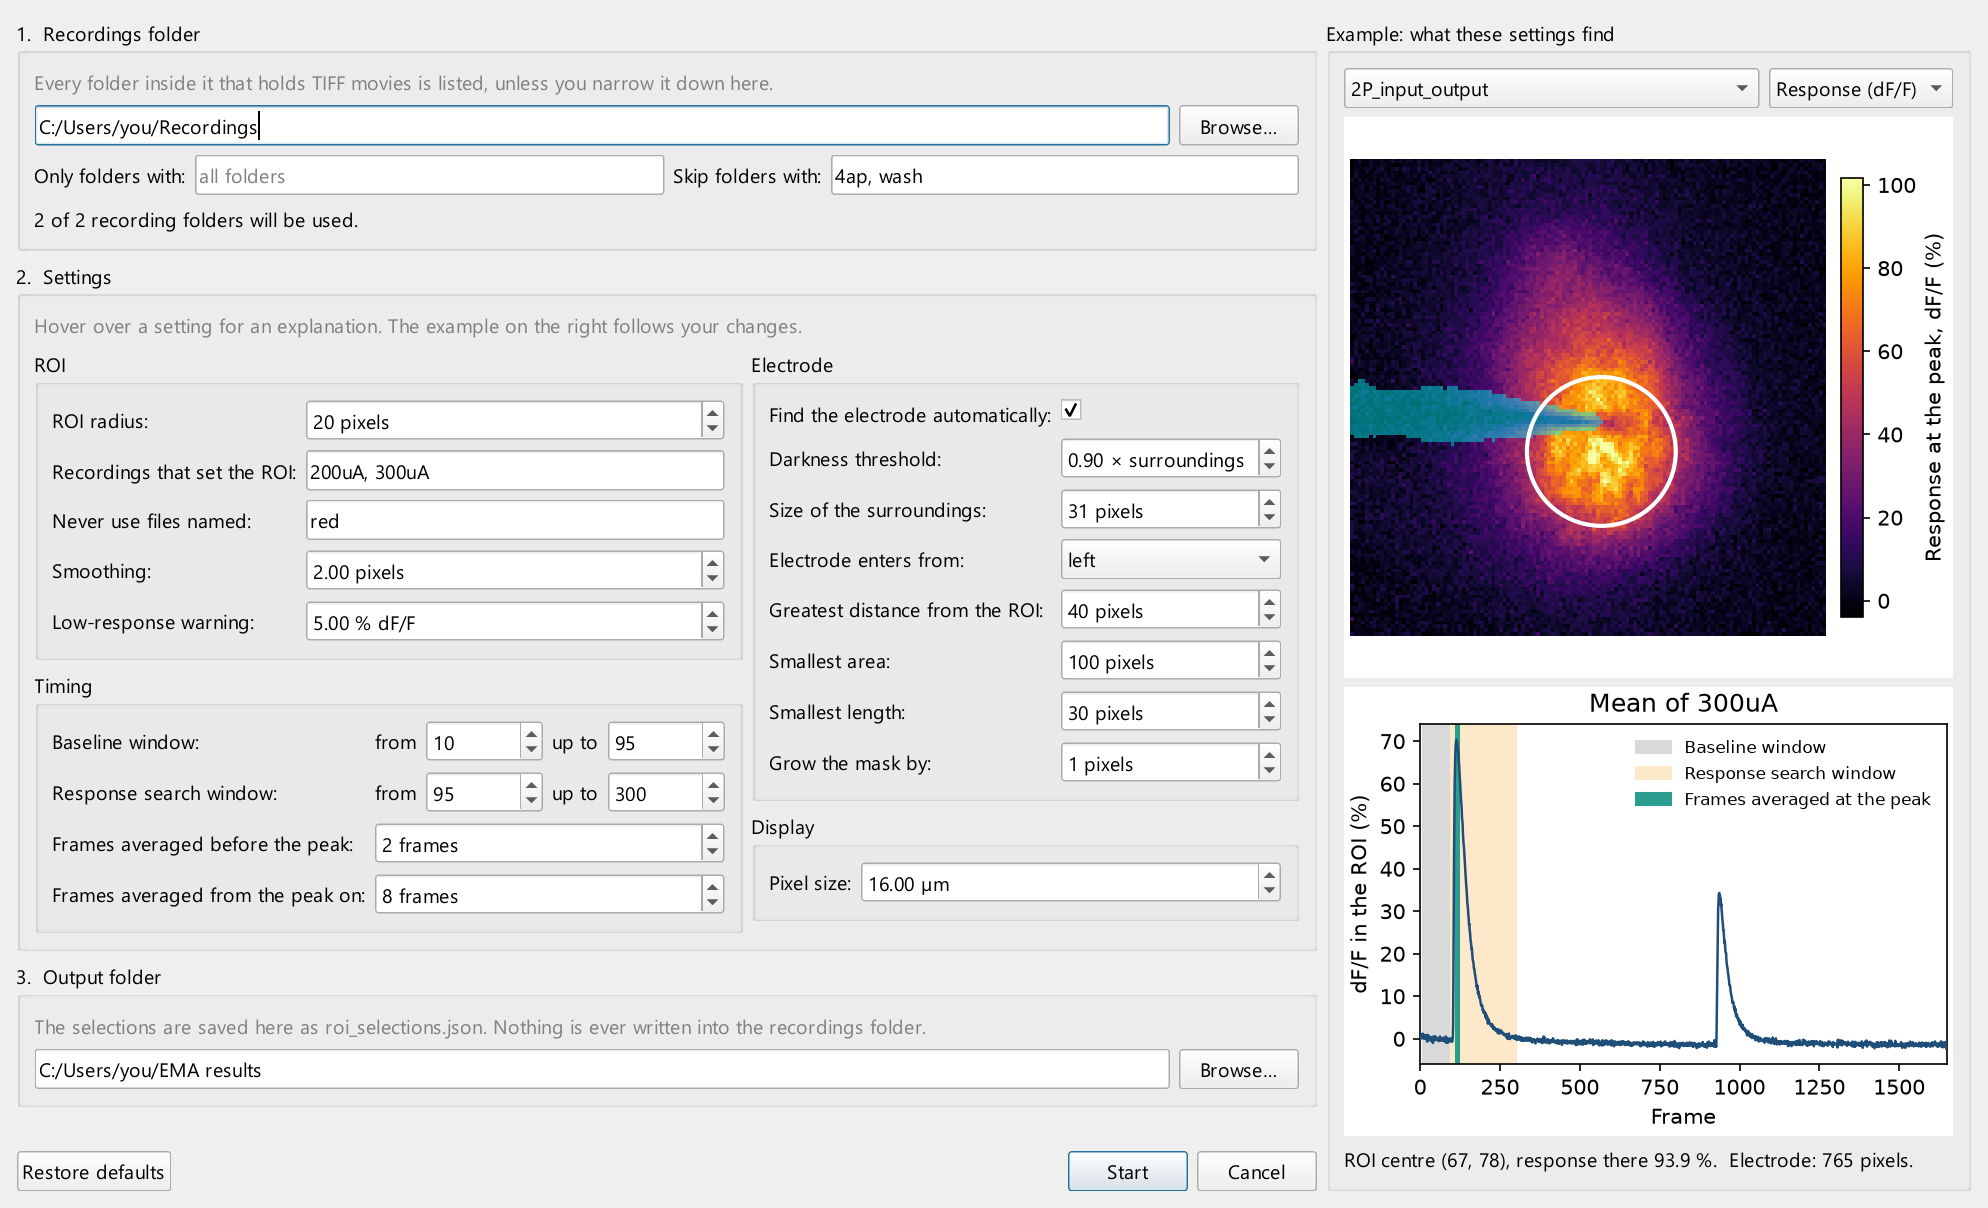 1.  Recordings folder
Every folder inside it that holds TIFF movies is listed, unless you narrow it down here.
C:/Users/you/Recordings
Browse...
Only folders with: all folders Skip folders with: 4ap, wash
2 of 2 recording folders will be used.
2.  Settings
Hover over a setting for an explanation. The example on the right follows your changes.
ROI
ROI radius: 20 pixels
Recordings that set the ROI: 200uA, 300uA
Never use files named: red
Smoothing: 2.00 pixels
Low-response warning: 5.00 % dF/F
Timing
Baseline window: from 10 up to 95
Response search window: from 95 up to 300
Frames averaged before the peak: 2 frames
Frames averaged from the peak on: 8 frames
Electrode
Find the electrode automatically:
Darkness threshold: 0.90 × surroundings
Size of the surroundings: 31 pixels
Electrode enters from: left
Greatest distance from the ROI: 40 pixels
Smallest area: 100 pixels
Smallest length: 30 pixels
Grow the mask by: 1 pixels
Display
Pixel size: 16.00 µm
3.  Output folder
The selections are saved here as roi_selections.json. Nothing is ever written into the recordings folder.
C:/Users/you/EMA results
Browse...
Restore defaults
Start
Cancel
Example: what these settings find
2P_input_output
Response (dF/F)
100
80
60
40
20
0
Response at the peak, dF/F (%)
Mean of 300uA
Baseline window
Response search window
Frames averaged at the peak
70
60
50
40
30
20
10
0
dF/F in the ROI (%)
0 250 500 750 1000 1250 1500
Frame
ROI centre (67, 78), response there 93.9 %.  Electrode: 765 pixels.